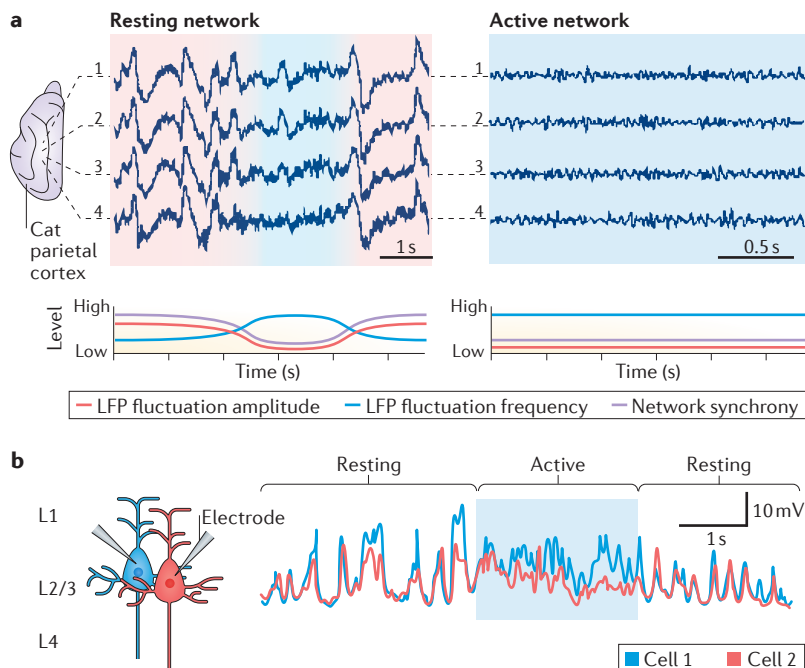 a
Resting network
Active network
1
2
3
4
1
2
3
4
Cat
parietal
cortex
1 s
0.5 s
High
Level
Low
Time (s)
High
Low
Time (s)
LFP fluctuation amplitude
LFP fluctuation frequency
Network synchrony
b
L1
L2/3
L4
Electrode
Resting
Active
Resting
10 mV
1 s
Cell 1
Cell 2